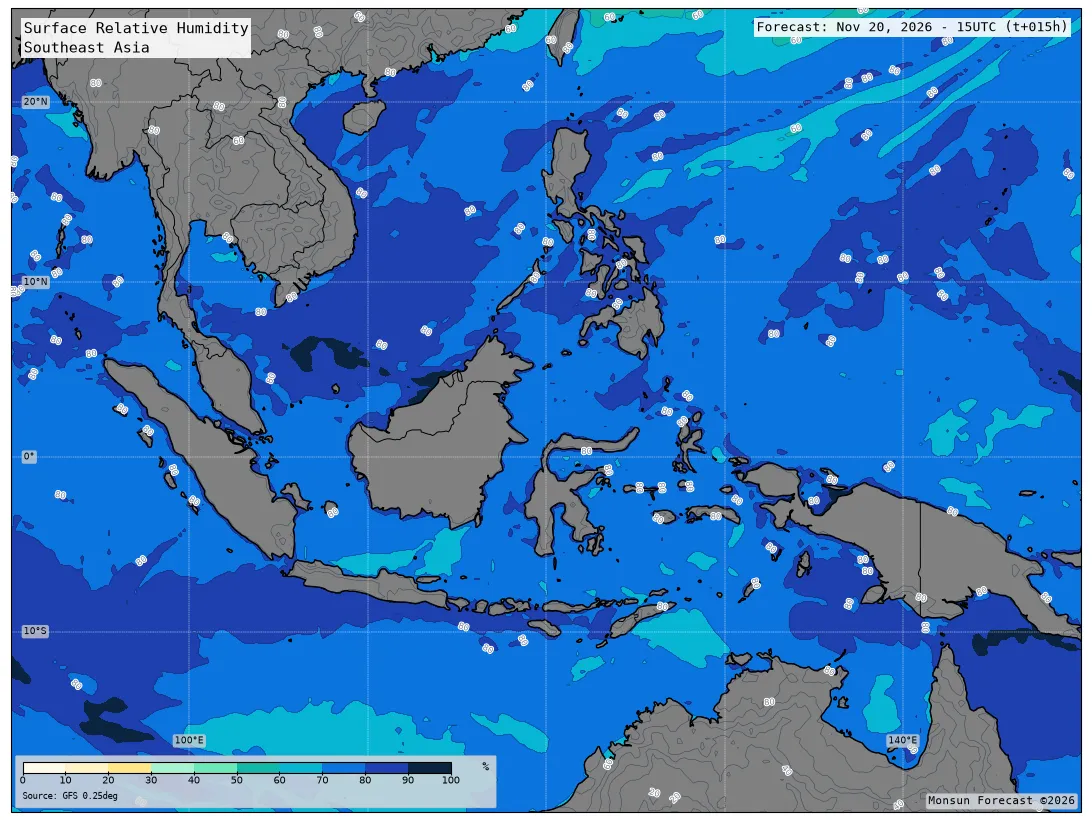 Surface Relative Humidity
Southeast Asia
Forecast: Nov 20, 2026 - 15UTC (t+015h)
20°N
10°N
0°
10°S
100°E
140°E
0 10 20 30 40 50 60 70 80 90 100
%
Source: GFS 0.25deg
Monsun Forecast ©2026